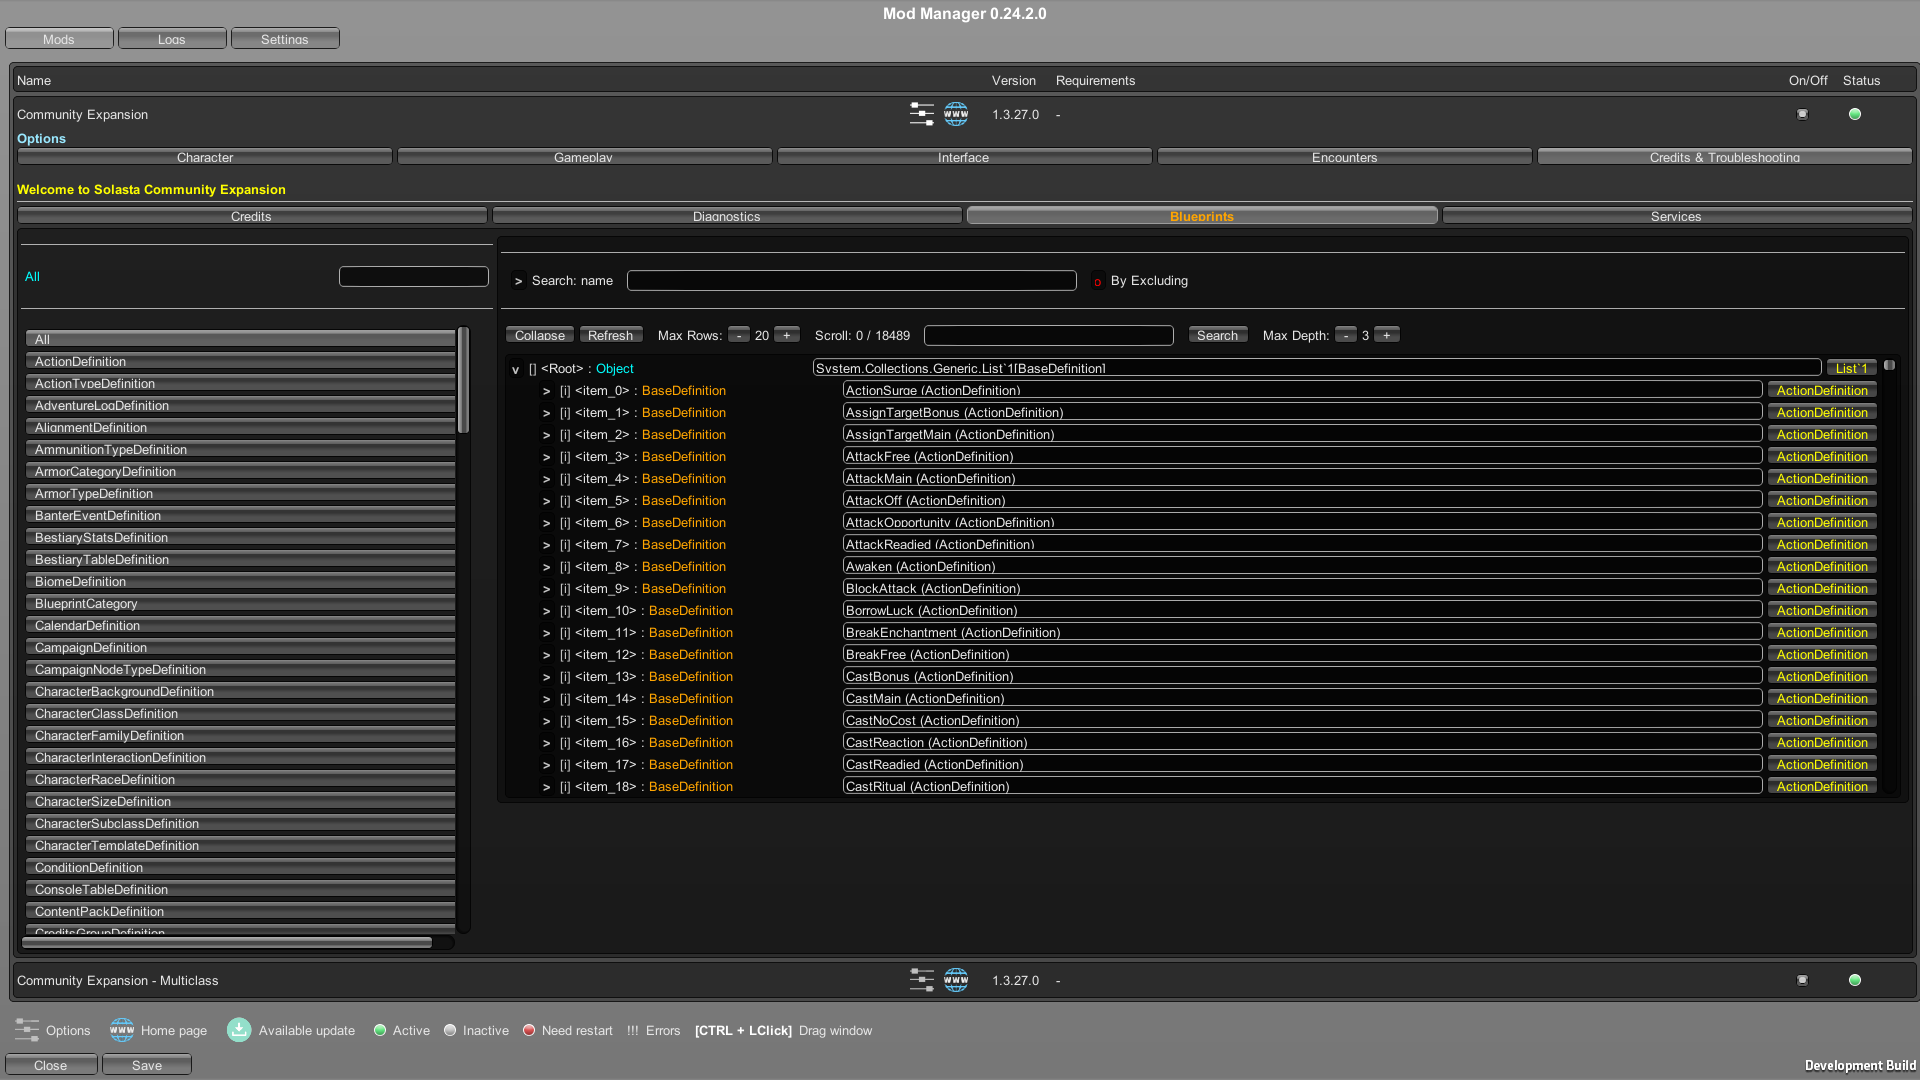 Mod Manager 0.24.2.0
Mods Logs Settings
Name Version Requirements On/Off Status
Community Expansion WWW 1.3.27.0 -
Options
Character Gameplay Interface Encounters Credits & Troubleshooting
Welcome to Solasta Community Expansion
Credits Diagnostics Blueprints Services
All
> Search: name o By Excluding
Collapse Refresh Max Rows: - 20 + Scroll: 0 / 18489 Search Max Depth: - 3 +
All
ActionDefinition
ActionTypeDefinition
AdventureLogDefinition
AlignmentDefinition
AmmunitionTypeDefinition
ArmorCategoryDefinition
ArmorTypeDefinition
BanterEventDefinition
BestiaryStatsDefinition
BestiaryTableDefinition
BiomeDefinition
BlueprintCategory
CalendarDefinition
CampaignDefinition
CampaignNodeTypeDefinition
CharacterBackgroundDefinition
CharacterClassDefinition
CharacterFamilyDefinition
CharacterInteractionDefinition
CharacterRaceDefinition
CharacterSizeDefinition
CharacterSubclassDefinition
CharacterTemplateDefinition
ConditionDefinition
ConsoleTableDefinition
ContentPackDefinition
CreditsGroupDefinition
v [] <Root> : Object System.Collections.Generic.List`1[BaseDefinition] List`1
> [i] <item_0> : BaseDefinition ActionSurge (ActionDefinition) ActionDefinition
> [i] <item_1> : BaseDefinition AssignTargetBonus (ActionDefinition) ActionDefinition
> [i] <item_2> : BaseDefinition AssignTargetMain (ActionDefinition) ActionDefinition
> [i] <item_3> : BaseDefinition AttackFree (ActionDefinition) ActionDefinition
> [i] <item_4> : BaseDefinition AttackMain (ActionDefinition) ActionDefinition
> [i] <item_5> : BaseDefinition AttackOff (ActionDefinition) ActionDefinition
> [i] <item_6> : BaseDefinition AttackOpportunity (ActionDefinition) ActionDefinition
> [i] <item_7> : BaseDefinition AttackReadied (ActionDefinition) ActionDefinition
> [i] <item_8> : BaseDefinition Awaken (ActionDefinition) ActionDefinition
> [i] <item_9> : BaseDefinition BlockAttack (ActionDefinition) ActionDefinition
> [i] <item_10> : BaseDefinition BorrowLuck (ActionDefinition) ActionDefinition
> [i] <item_11> : BaseDefinition BreakEnchantment (ActionDefinition) ActionDefinition
> [i] <item_12> : BaseDefinition BreakFree (ActionDefinition) ActionDefinition
> [i] <item_13> : BaseDefinition CastBonus (ActionDefinition) ActionDefinition
> [i] <item_14> : BaseDefinition CastMain (ActionDefinition) ActionDefinition
> [i] <item_15> : BaseDefinition CastNoCost (ActionDefinition) ActionDefinition
> [i] <item_16> : BaseDefinition CastReaction (ActionDefinition) ActionDefinition
> [i] <item_17> : BaseDefinition CastReadied (ActionDefinition) ActionDefinition
> [i] <item_18> : BaseDefinition CastRitual (ActionDefinition) ActionDefinition
Community Expansion - Multiclass WWW 1.3.27.0 -
Options WWW Home page Available update Active Inactive Need restart !!! Errors [CTRL + LClick] Drag window
Close Save
Development Build